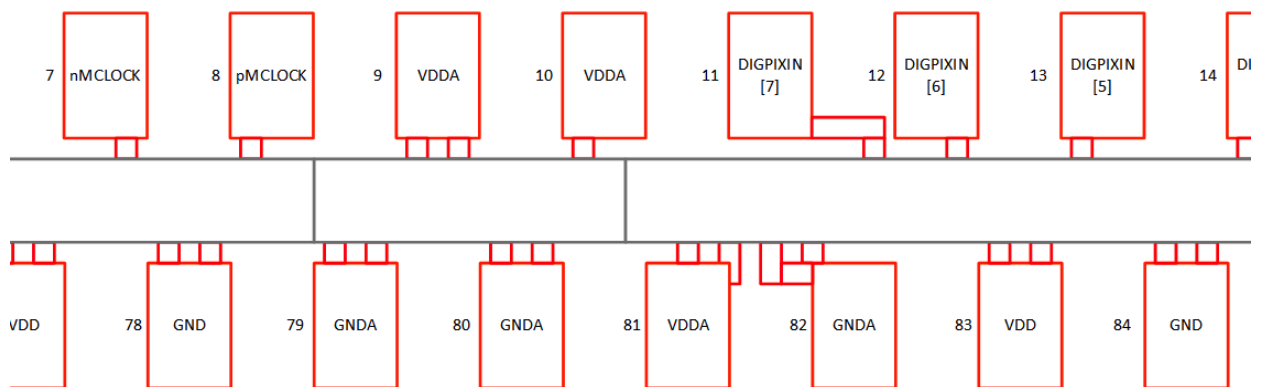 7 nMCLOCK 8 pMCLOCK 9 VDDA 10 VDDA 11 DIGPIXIN 12 DIGPIXIN 13 DIGPIXIN 14
[7] [6] [5]
VDD 78 GND 79 GNDA 80 GNDA 81 VDDA 82 GNDA 83 VDD 84 GND